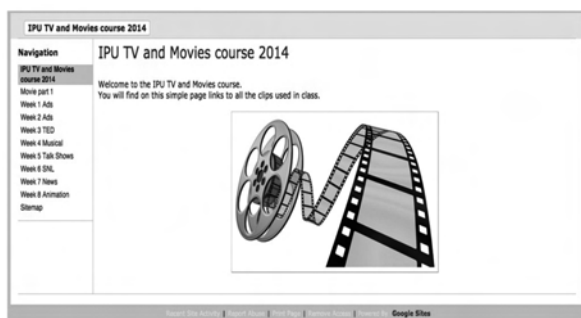 IPU TV and Movies course 2014
Navigation
IPU TV and Movies
course 2014
Movie part 1
Week 1 Ads
Week 2 Ads
Week 3 TED
Week 4 Musical
Week 5 Talk Shows
Week 6 SNL
Week 7 News
Week 8 Animation
Sitemap
IPU TV and Movies course 2014
Welcome to the IPU TV and Movies course.
You will find on this simple page links to all the clips used in class.
Recent Site Activity | Report Abuse | Print Page | Remove Access | Powered By Google Sites